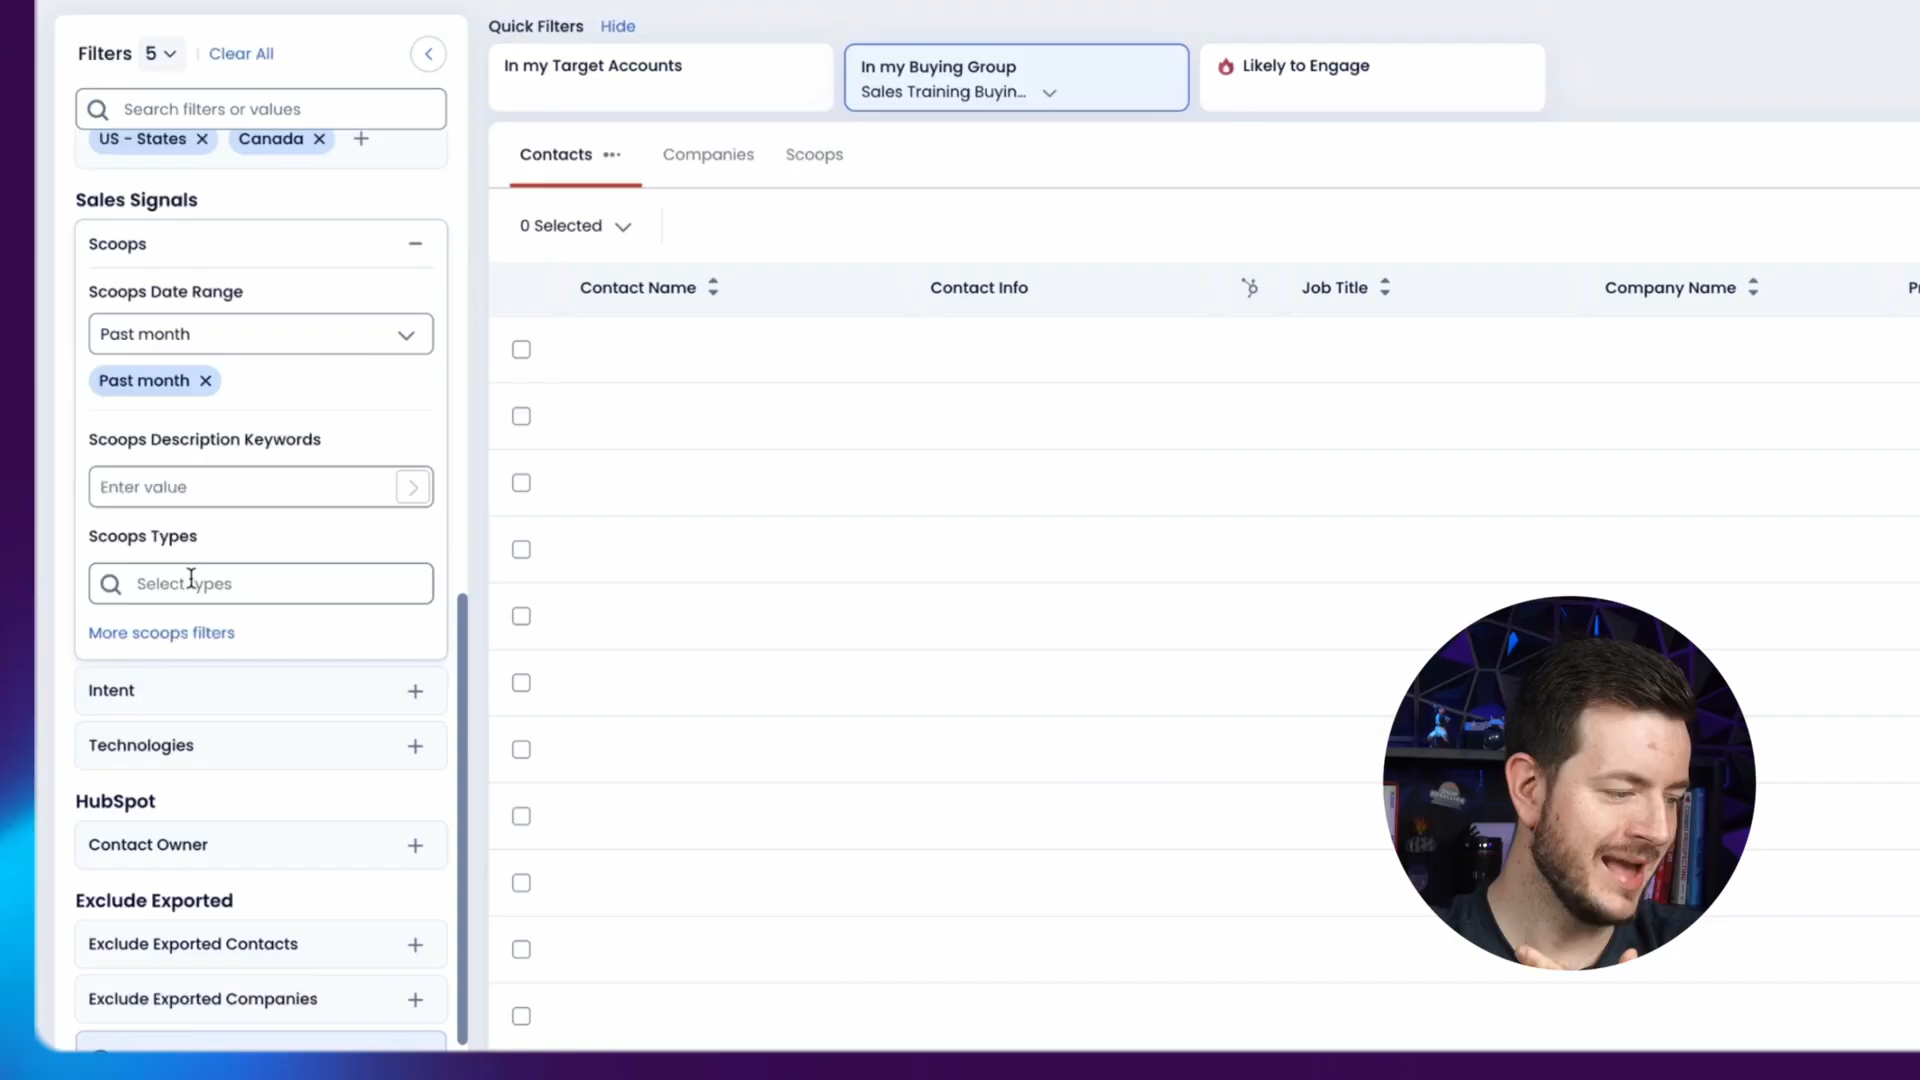 Filters 5 Clear All
Search filters or values
US - States Canada
Sales Signals
Scoops
Scoops Date Range
Past month
Past month
Scoops Description Keywords
Enter value
Scoops Types
Select types
More scoops filters
Intent
Technologies
HubSpot
Contact Owner
Exclude Exported
Exclude Exported Contacts
Exclude Exported Companies
Quick Filters Hide
In my Target Accounts
In my Buying Group
Sales Training Buyin...
Likely to Engage
Contacts Companies Scoops
0 Selected
Contact Name Contact Info Job Title Company Name